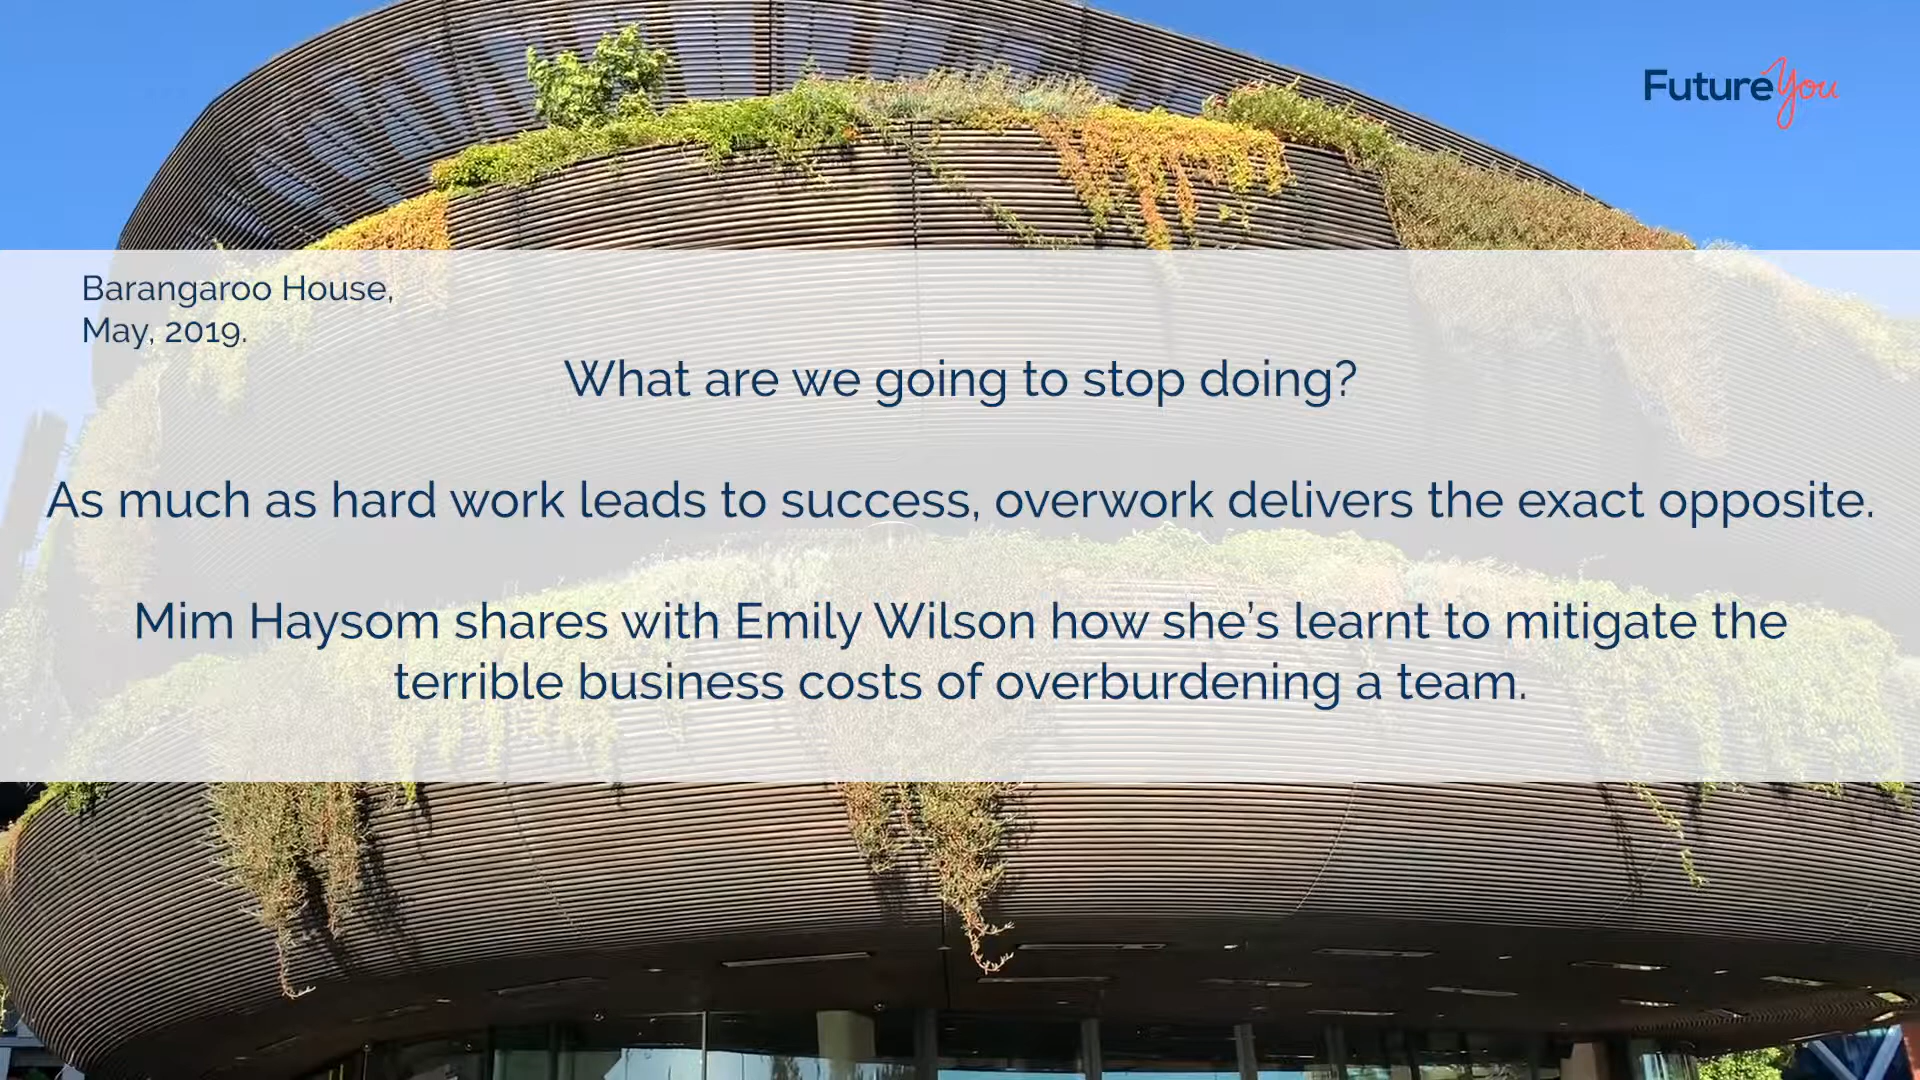 FutureYou
Barangaroo House,
May, 2019.
What are we going to stop doing?
As much as hard work leads to success, overwork delivers the exact opposite.
Mim Haysom shares with Emily Wilson how she’s learnt to mitigate the
terrible business costs of overburdening a team.